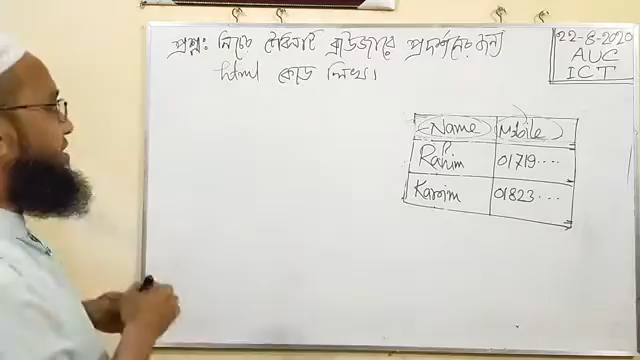 প্রশ্ন: নিচের টেবিলটি ব্রাউজারে প্রদর্শনের জন্য
html কোড লিখ।
22-8-2020
AUC
ICT
Name Mobile
Rahim 01719....
Karim 01823...